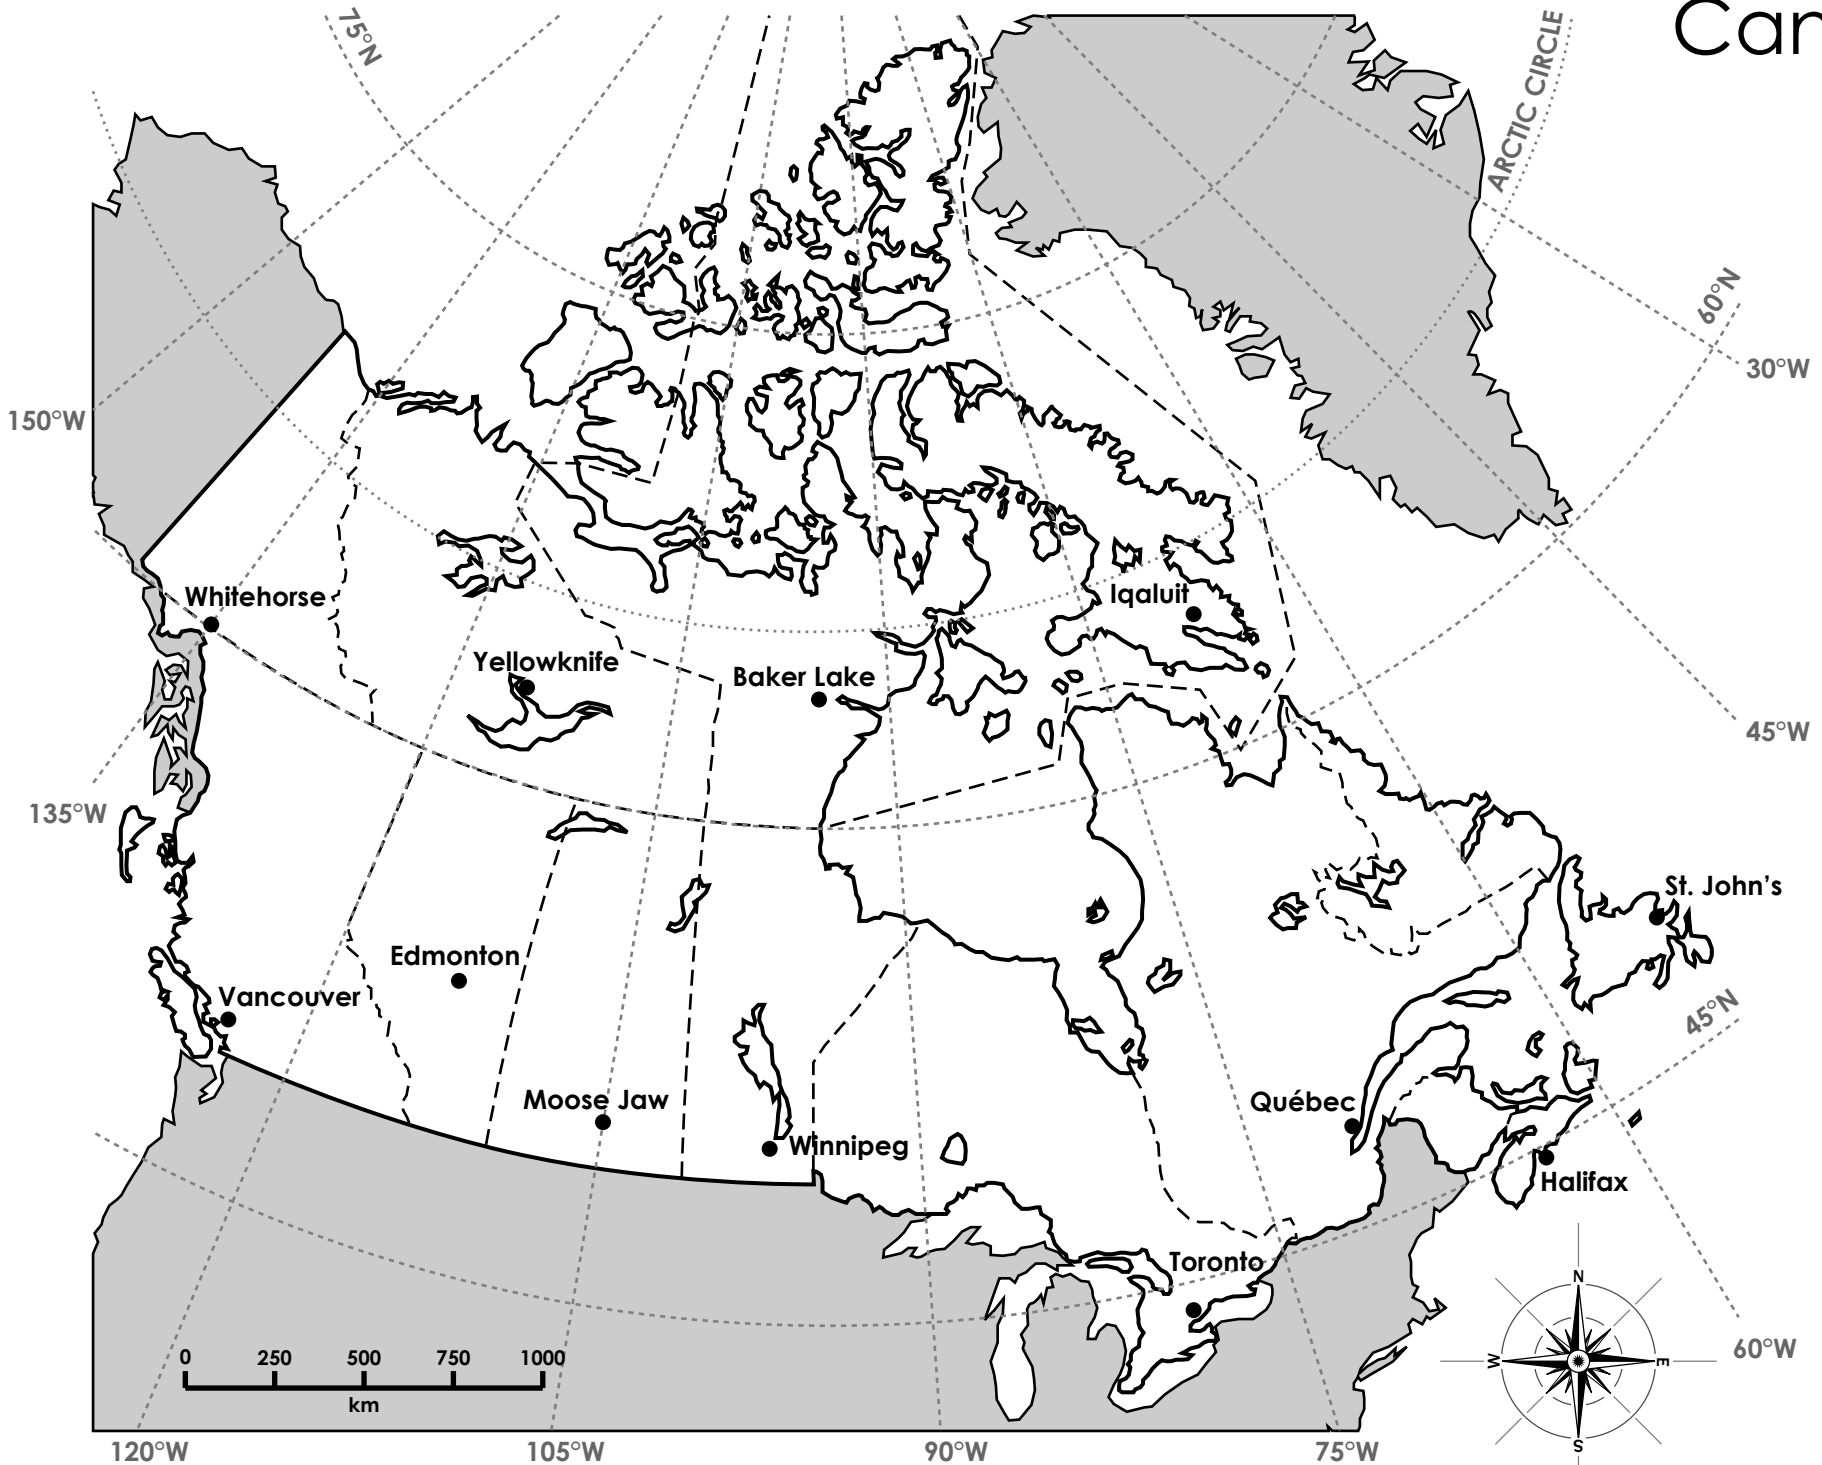 Can
75°N
ARCTIC CIRCLE
60°N
30°W
150°W
Whitehorse
Iqaluit
Yellowknife
Baker Lake
45°W
135°W
St. John’s
Edmonton
Vancouver
45°N
Moose Jaw
Québec
Winnipeg
Halifax
Toronto
N
W
E
S
60°W
0 250 500 750 1000
km
120°W
105°W
90°W
75°W